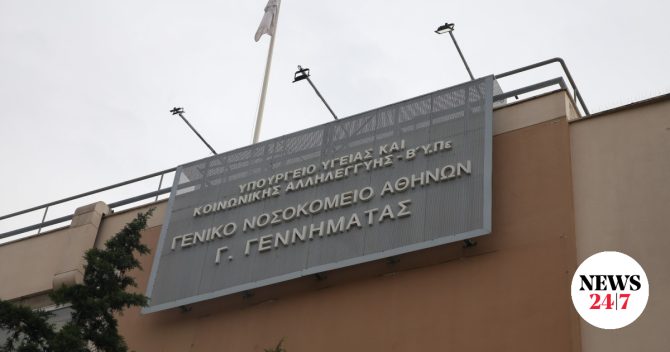 ΥΠΟΥΡΓΕΙΟ ΥΓΕΙΑΣ ΚΑΙ
ΚΟΙΝΩΝΙΚΗΣ ΑΛΛΗΛΕΓΓΥΗΣ - Β΄Υ.Πε
ΓΕΝΙΚΟ ΝΟΣΟΚΟΜΕΙΟ ΑΘΗΝΩΝ
Γ. ΓΕΝΝΗΜΑΤΑΣ
NEWS
24|7